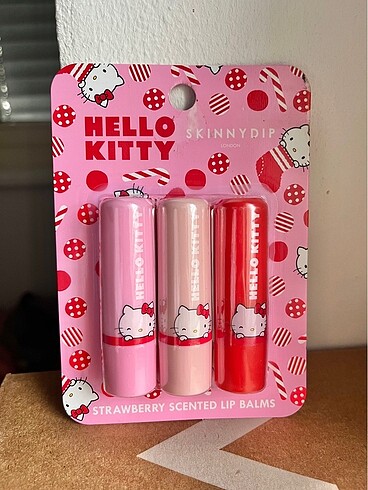 HELLO
KITTY
SKINNYDIP
LONDON
HELLO KITTY
HELLO KITTY
HELLO KITTY
STRAWBERRY SCENTED LIP BALMS